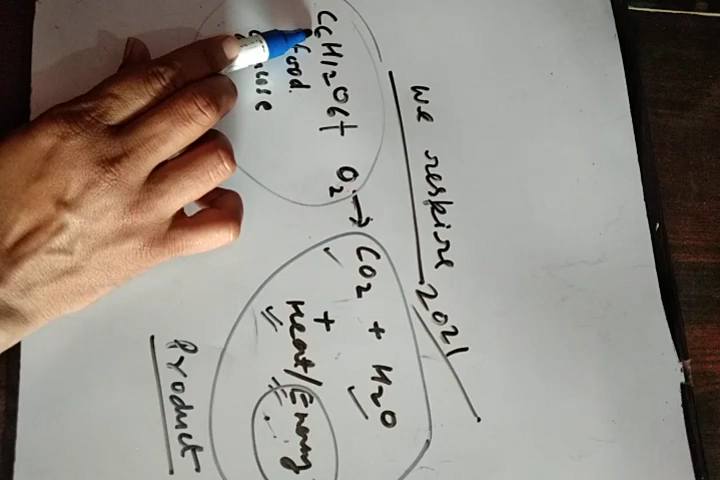 we respire 2021
C6H12O6 + O2 → CO2 + H2O
food
+
Heat/Energy
Product